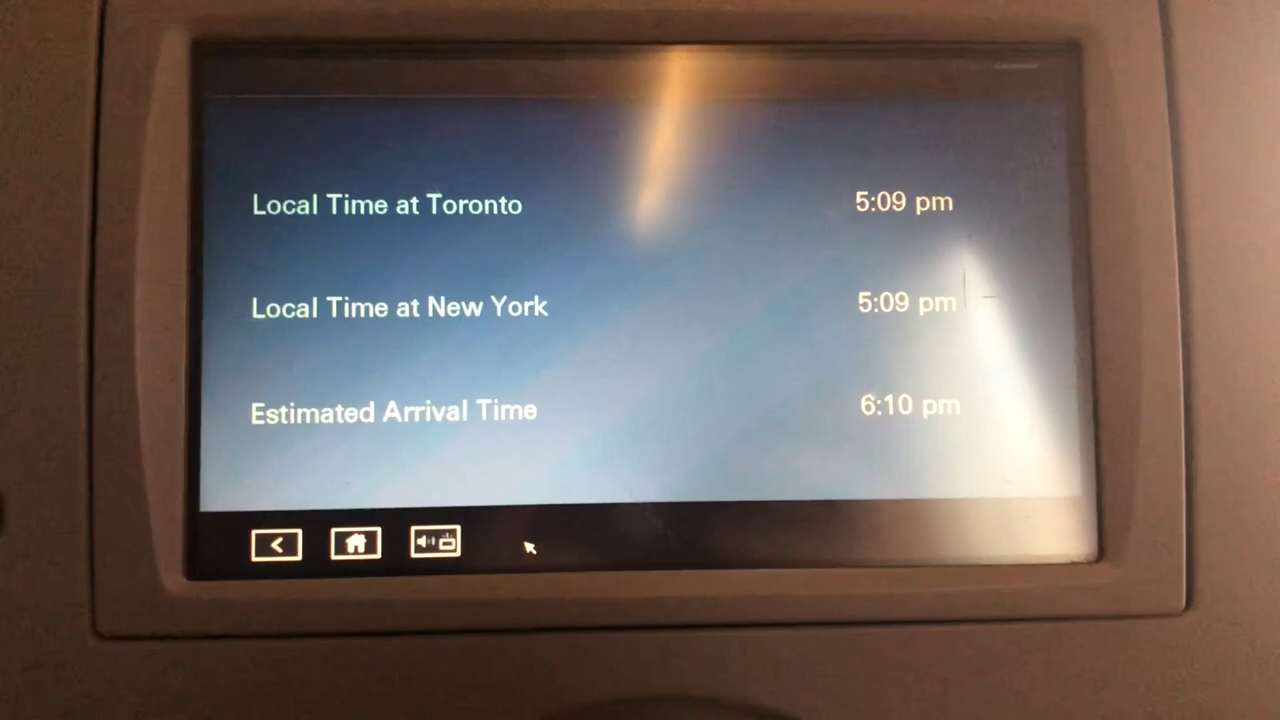 Local Time at Toronto 5:09 pm
Local Time at New York 5:09 pm
Estimated Arrival Time 6:10 pm